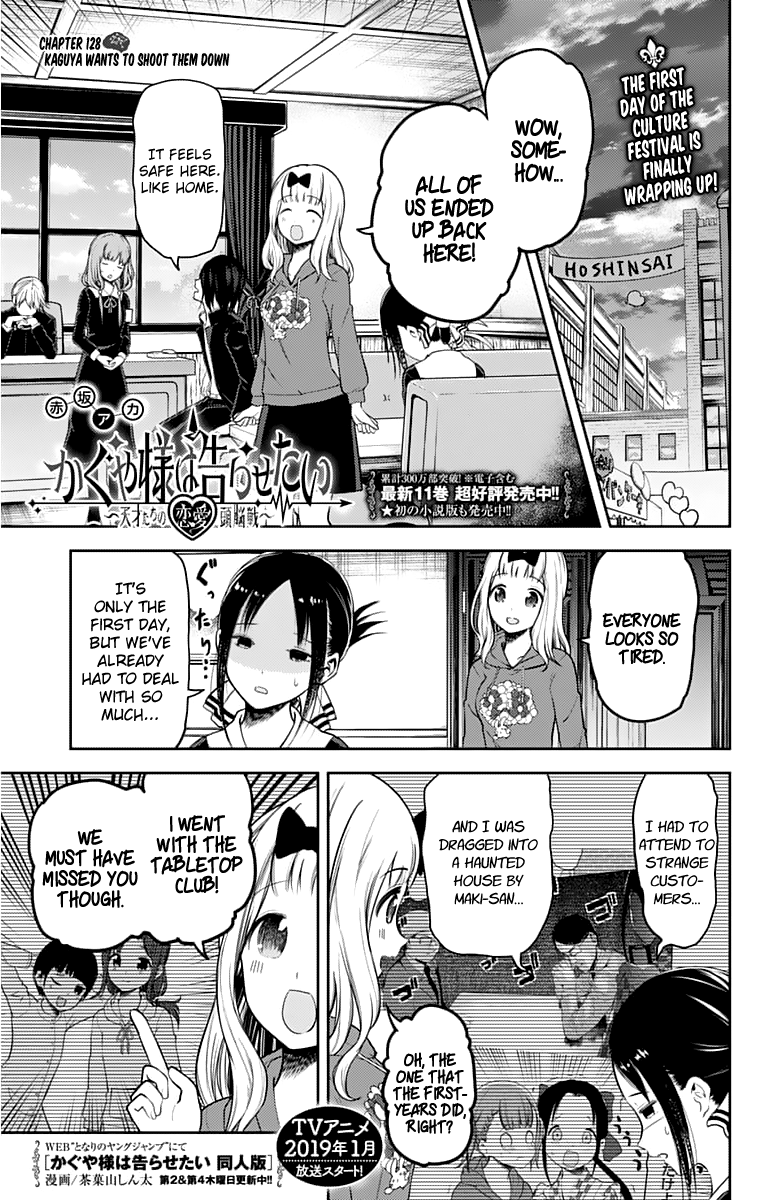 CHAPTER 128
KAGUYA WANTS TO SHOOT THEM DOWN
THE FIRST
DAY OF THE
CULTURE
FESTIVAL IS
FINALLY
WRAPPING UP!
HOSHINSAI
WOW,
SOME-
HOW...
ALL OF
US ENDED
UP BACK
HERE!
IT FEELS
SAFE HERE.
LIKE HOME.
赤坂アカ
かぐや様は告らせたい
～天才たちの恋愛頭脳戦～
累計300万部突破!※電子含む
最新11巻 超好評発売中!!
★初の小説版も発売中!!
EVERYONE
LOOKS SO
TIRED.
ぐったり
IT'S
ONLY THE
FIRST DAY,
BUT WE'VE
ALREADY
HAD TO DEAL
WITH SO
MUCH...
I HAD TO
ATTEND TO
STRANGE
CUSTO-
MERS...
AND I WAS
DRAGGED INTO
A HAUNTED
HOUSE BY
MAKI-SAN...
OH, THE
ONE THAT
THE FIRST-
YEARS DID,
RIGHT?
I WENT
WITH THE
TABLETOP
CLUB!
WE
MUST HAVE
MISSED YOU
THOUGH.
WEB"となりのヤングジャンプ"にて
[かぐや様は告らせたい 同人版]
漫画/茶菓山しん太 第2&第4木曜日更新中!!
TVアニメ
2019年1月
放送スタート!